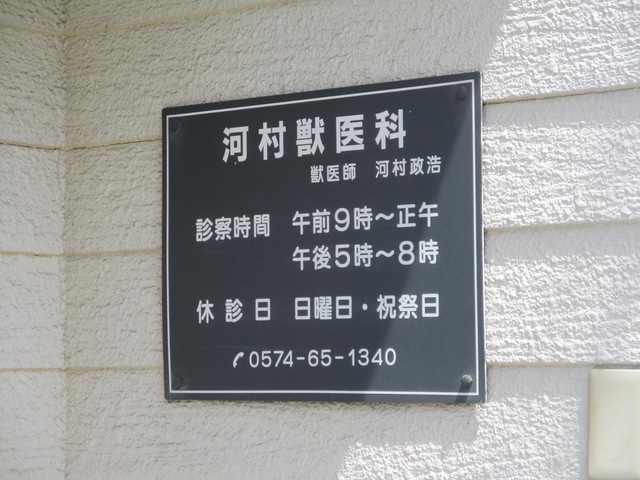 河村獣医科
獣医師 河村政浩
診察時間 午前9時～正午
午後5時～8時
休診日 日曜日・祝祭日
0574-65-1340